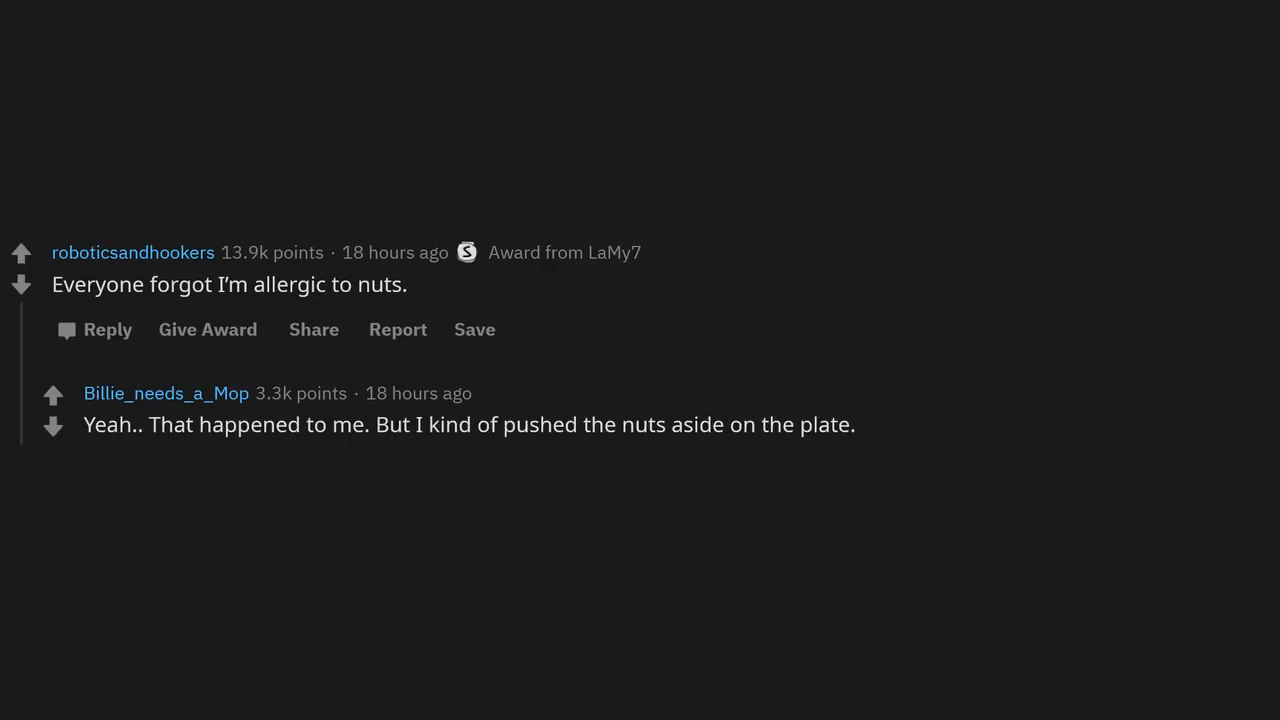 roboticsandhookers 13.9k points · 18 hours ago S Award from LaMy7
Everyone forgot I’m allergic to nuts.
Reply Give Award Share Report Save
Billie_needs_a_Mop 3.3k points · 18 hours ago
Yeah.. That happened to me. But I kind of pushed the nuts aside on the plate.